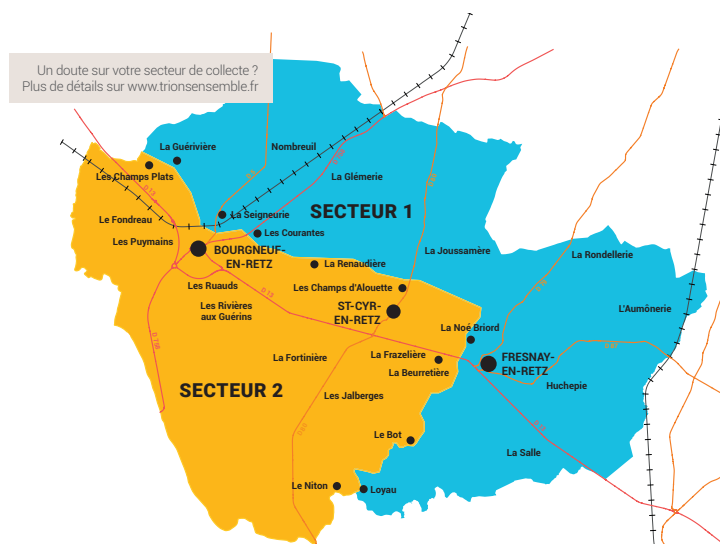 Un doute sur votre secteur de collecte ?
Plus de détails sur www.trionsensemble.fr
La Guérivière
Nombreuil
Les Champs Plats
La Glémerie
D.13
Le Fondreau
La Seigneurie
SECTEUR 1
Les Puymains
Les Courantes
BOURGNEUF-
EN-RETZ
La Joussamère
La Rondellerie
La Renaudière
Les Ruauds
Les Champs d'Alouette
D.13
Les Rivières
aux Guérins
ST-CYR-
EN-RETZ
L'Aumônerie
D.758
La Noé Briord
La Fortinière
La Frazelière
La Beurretière
FRESNAY-
EN-RETZ
SECTEUR 2
Les Jalberges
Huchepie
Le Bot
D.13
La Salle
Le Niton
Loyau